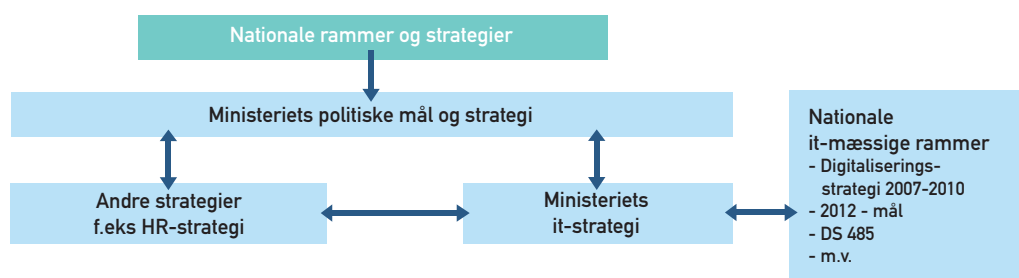 Nationale rammer og strategier
Ministeriets politiske mål og strategi
Andre strategier
f.eks HR-strategi
Ministeriets
it-strategi
Nationale
it-mæssige rammer
- Digitaliserings-
strategi 2007-2010
- 2012 - mål
- DS 485
- m.v.